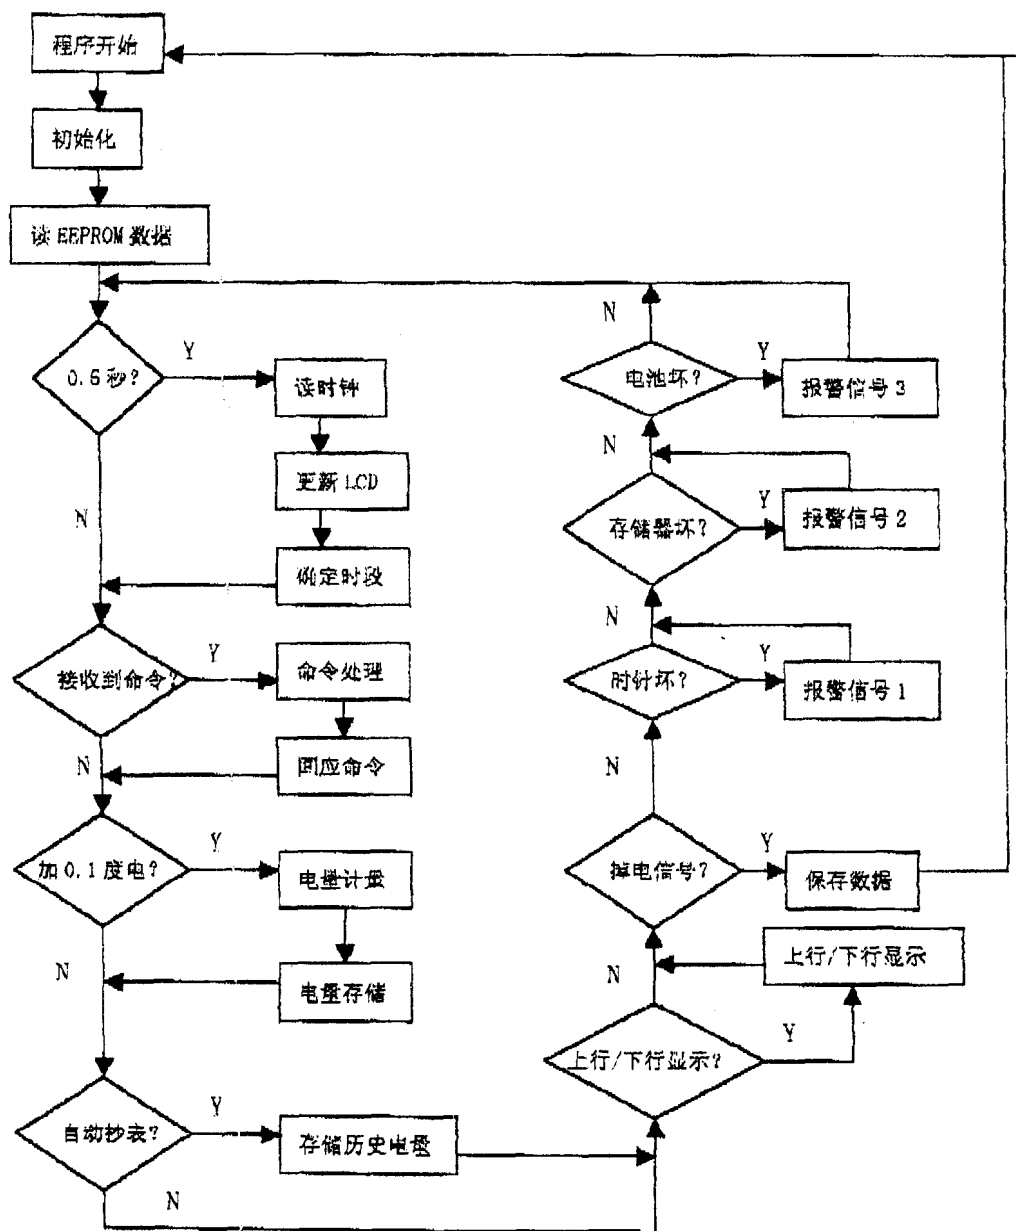 程序开始
初始化
读 EEPROM 数据
0.5 秒?
Y
读时钟
更新 LCD
确定时段
N
接收到命令?
Y
命令处理
回应命令
N
加 0.1 度电?
Y
电量计量
电量存储
N
自动抄表?
Y
存储历史电量
N
上行/下行显示?
Y
上行/下行显示
N
掉电信号?
Y
保存数据
N
时钟坏?
Y
报警信号 1
N
存储器坏?
Y
报警信号 2
N
电池坏?
Y
报警信号 3
N